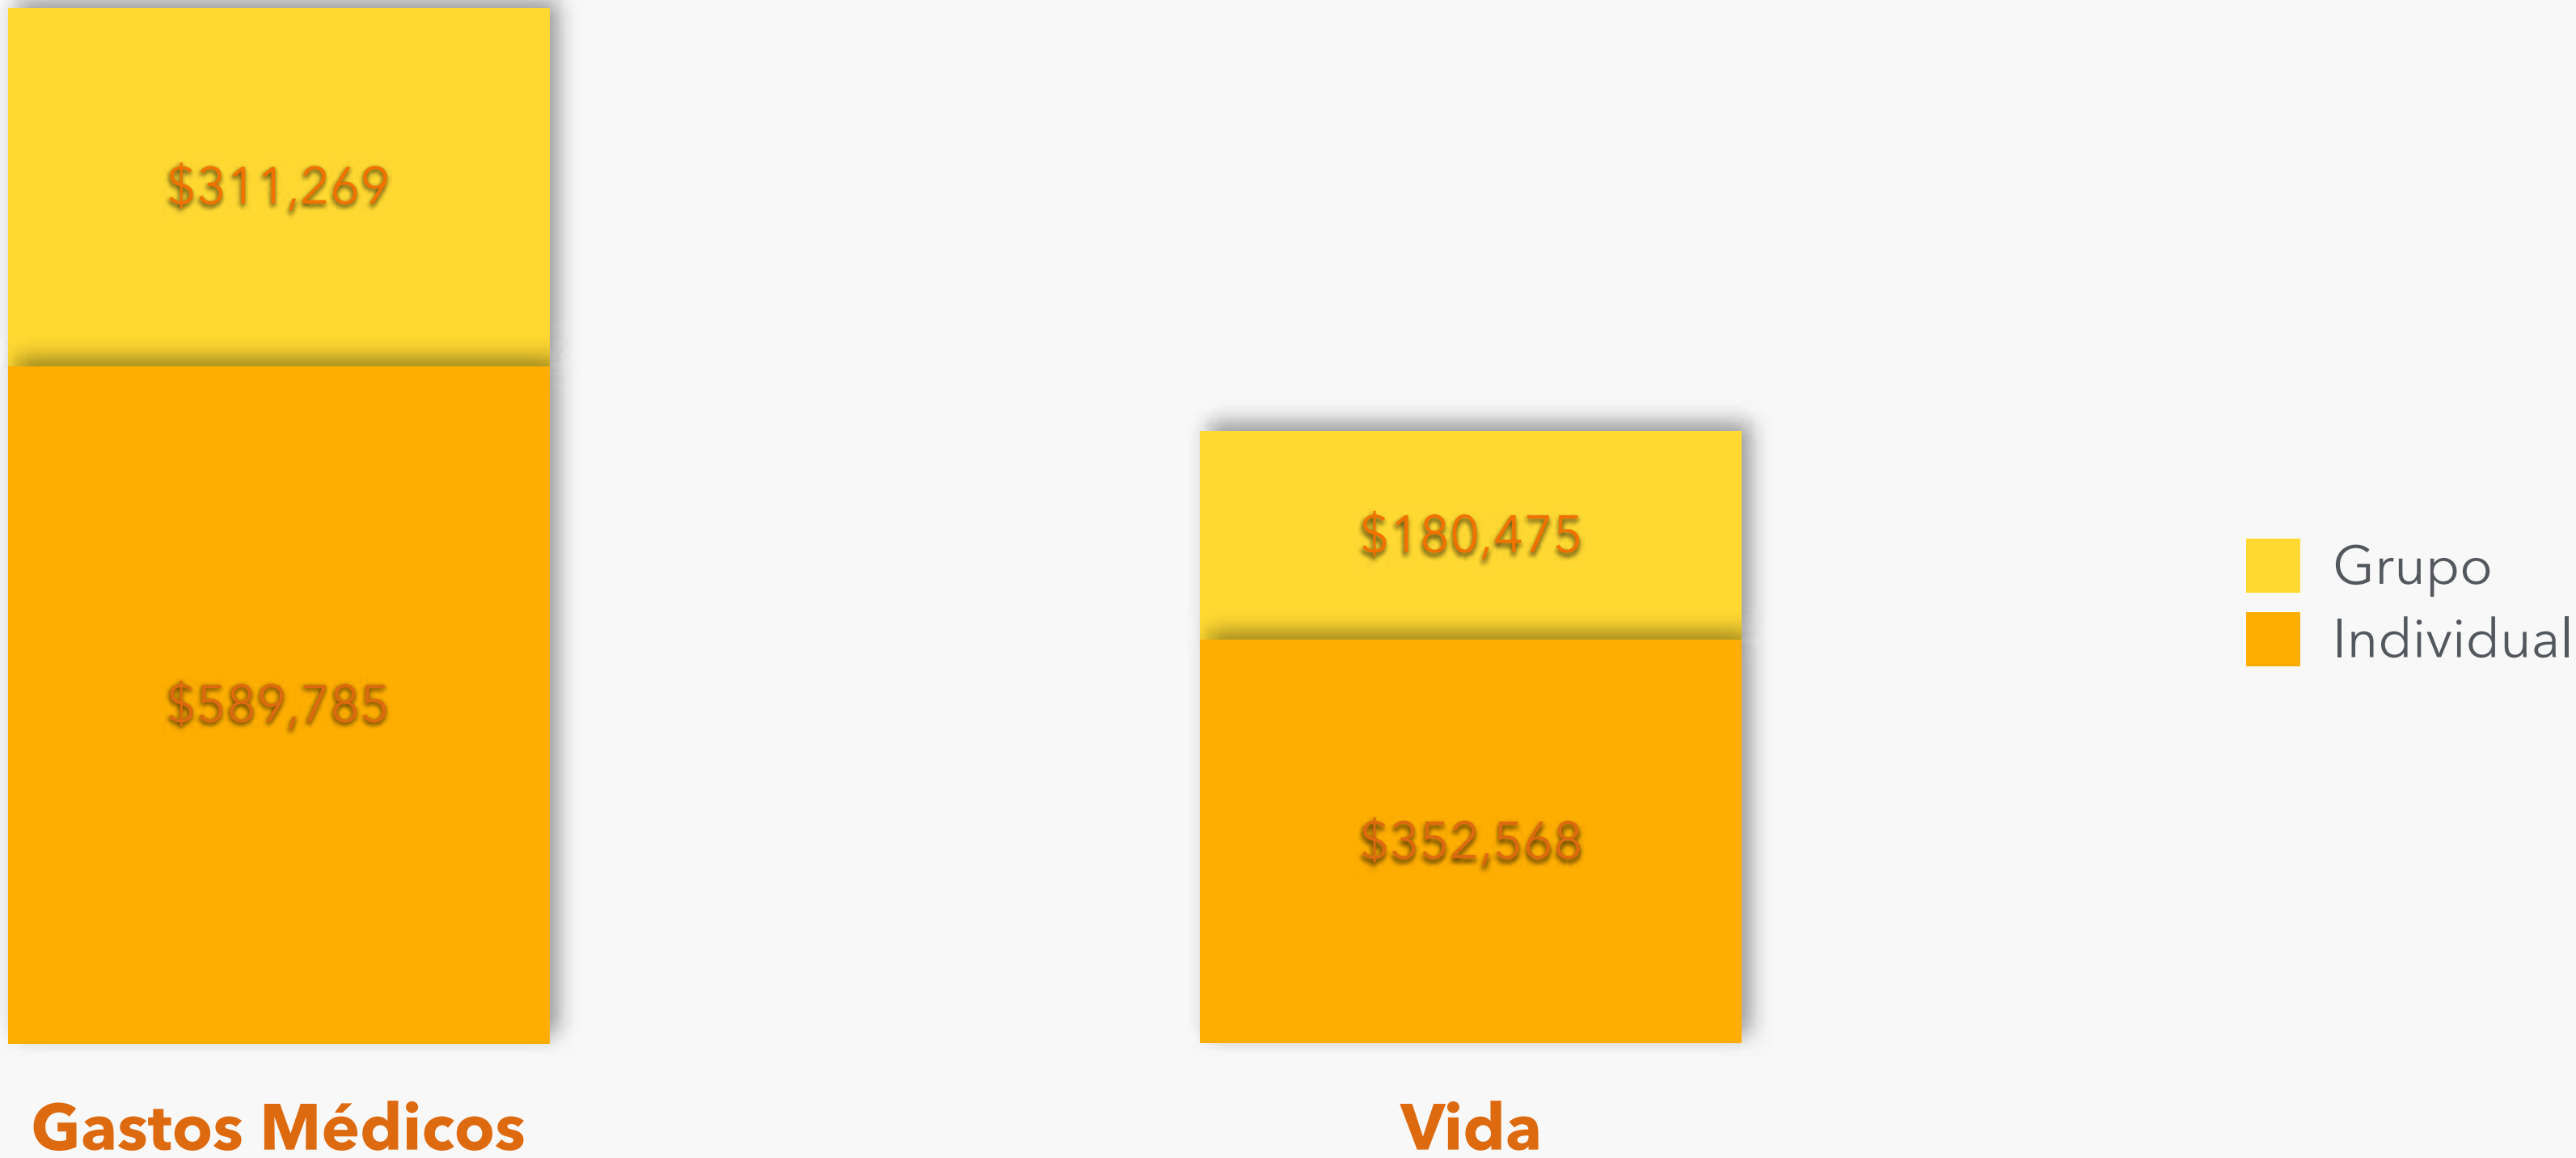 $311,269
$589,785
$180,475
$352,568
Grupo
Individual
Gastos Médicos
Vida